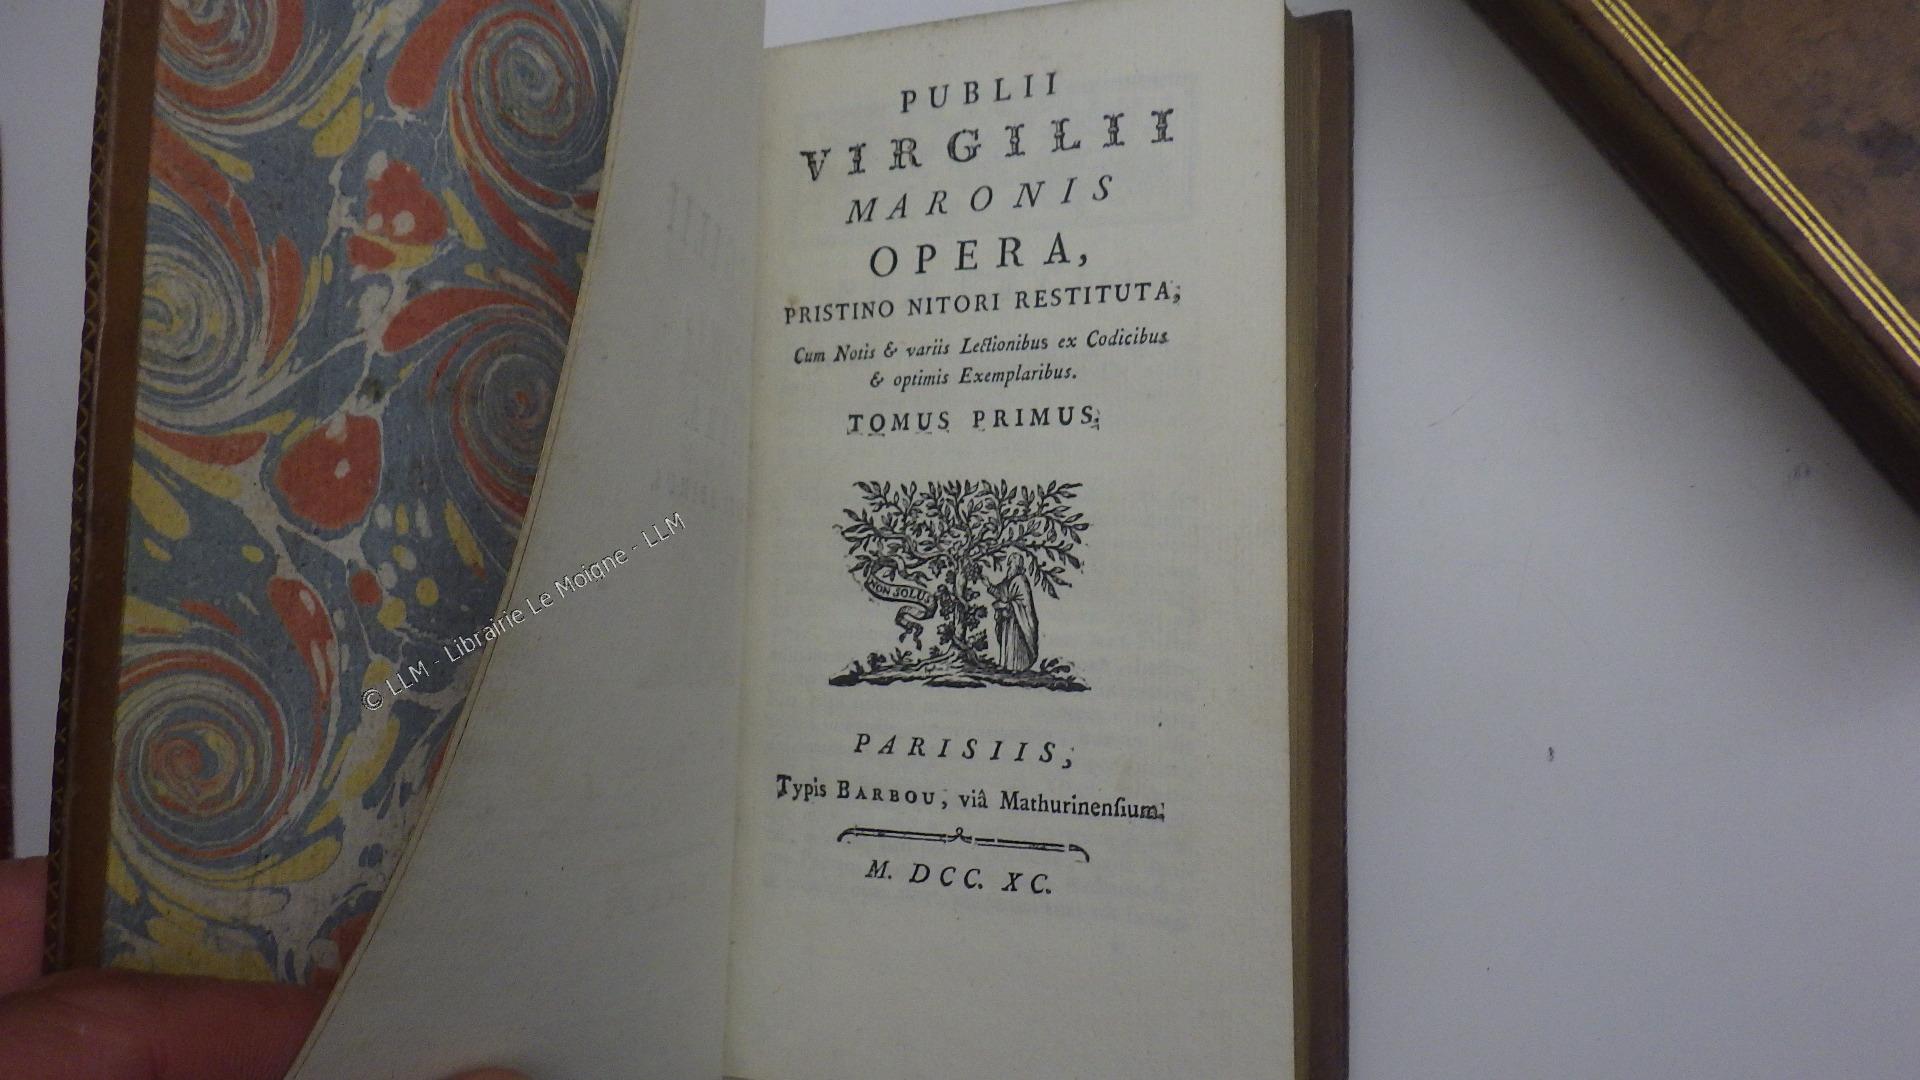 PUBLII
VIRGILII
MARONIS
OPERA,
PRISTINO NITORI RESTITUTA;
Cum Notis & variis Lectionibus ex Codicibus
& optimis Exemplaribus.
TOMUS PRIMUS.
NON SOLUS
PARISIIS,
Typis BARBOU, viâ Mathurinenſium.
M. DCC. XC.
© LLM - Librairie Le Moigne - LLM